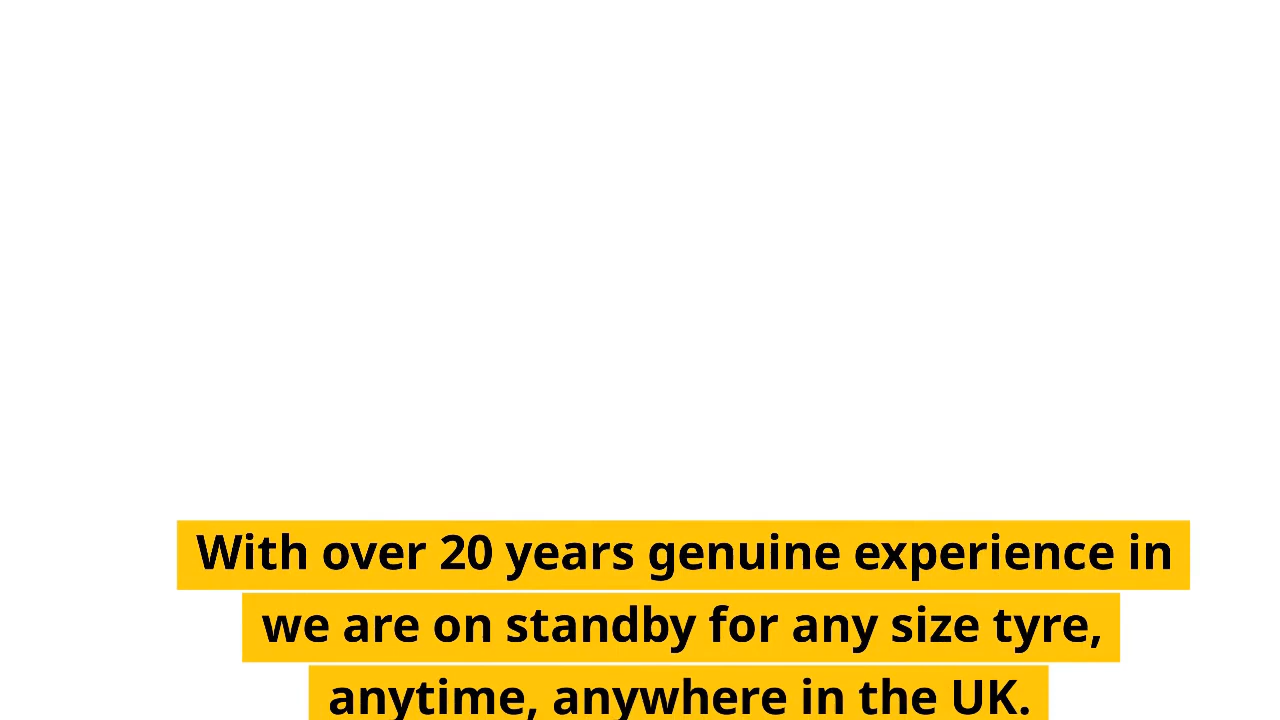 With over 20 years genuine experience in
we are on standby for any size tyre,
anytime, anywhere in the UK.